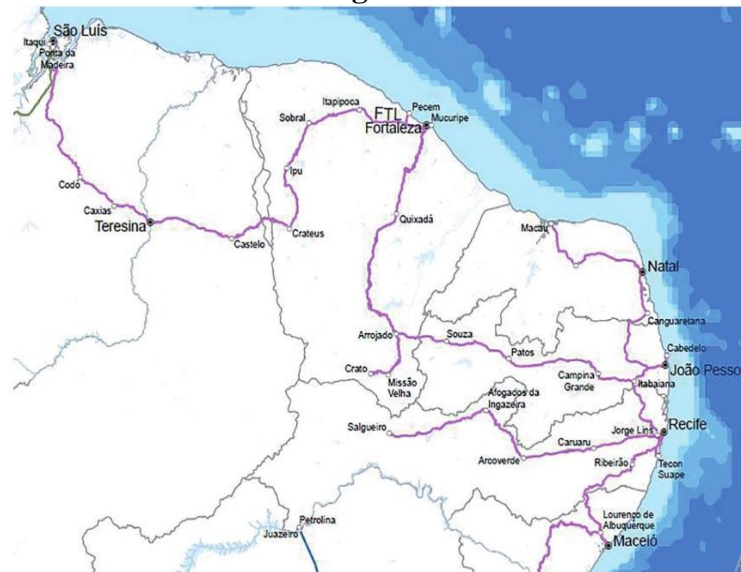 São Luís
Itaqui
Ponta da
Madeira
Itapipoca
Pecem
FTL
Mucuripe
Sobral
Fortaleza
Ipu
Codó
Caxias
Teresina
Castelo
Crateus
Quixadá
Macau
Natal
Canguaretana
Arrojado
Souza
Cabedelo
Patos
João Pesso
Crato
Missão
Velha
Campina
Grande
Itabaiana
Afogados da
Ingazeira
Salgueiro
Jorge Lins
Recife
Caruaru
Arcoverde
Ribeirão
Tecon
Suape
Lourenço de
Albuquerque
Maceió
Petrolina
Juazeiro